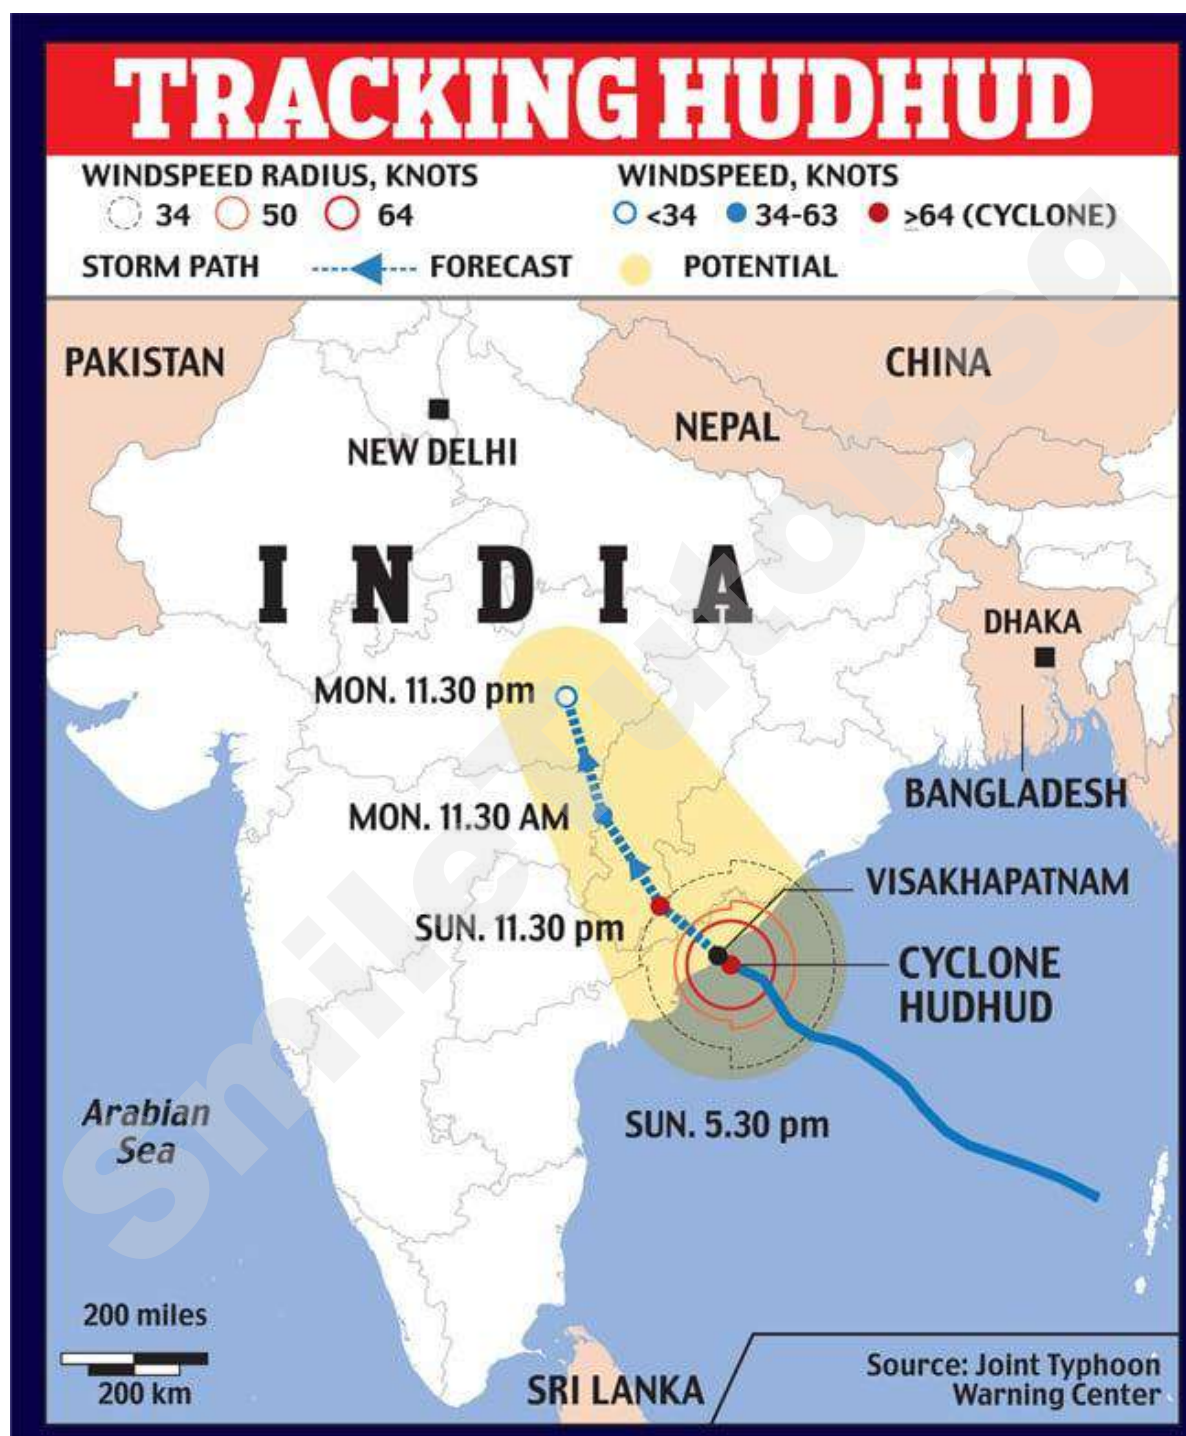 TRACKING HUDHUD
WINDSPEED RADIUS, KNOTS
34 50 64
WINDSPEED, KNOTS
<34 34-63 ≥64 (CYCLONE)
STORM PATH FORECAST POTENTIAL
PAKISTAN
CHINA
NEPAL
NEW DELHI
INDIA
DHAKA
MON. 11.30 pm
BANGLADESH
MON. 11.30 AM
VISAKHAPATNAM
SUN. 11.30 pm
CYCLONE
HUDHUD
Arabian
Sea
SUN. 5.30 pm
200 miles
200 km
SRI LANKA
Source: Joint Typhoon
Warning Center
SmileTutor.sg